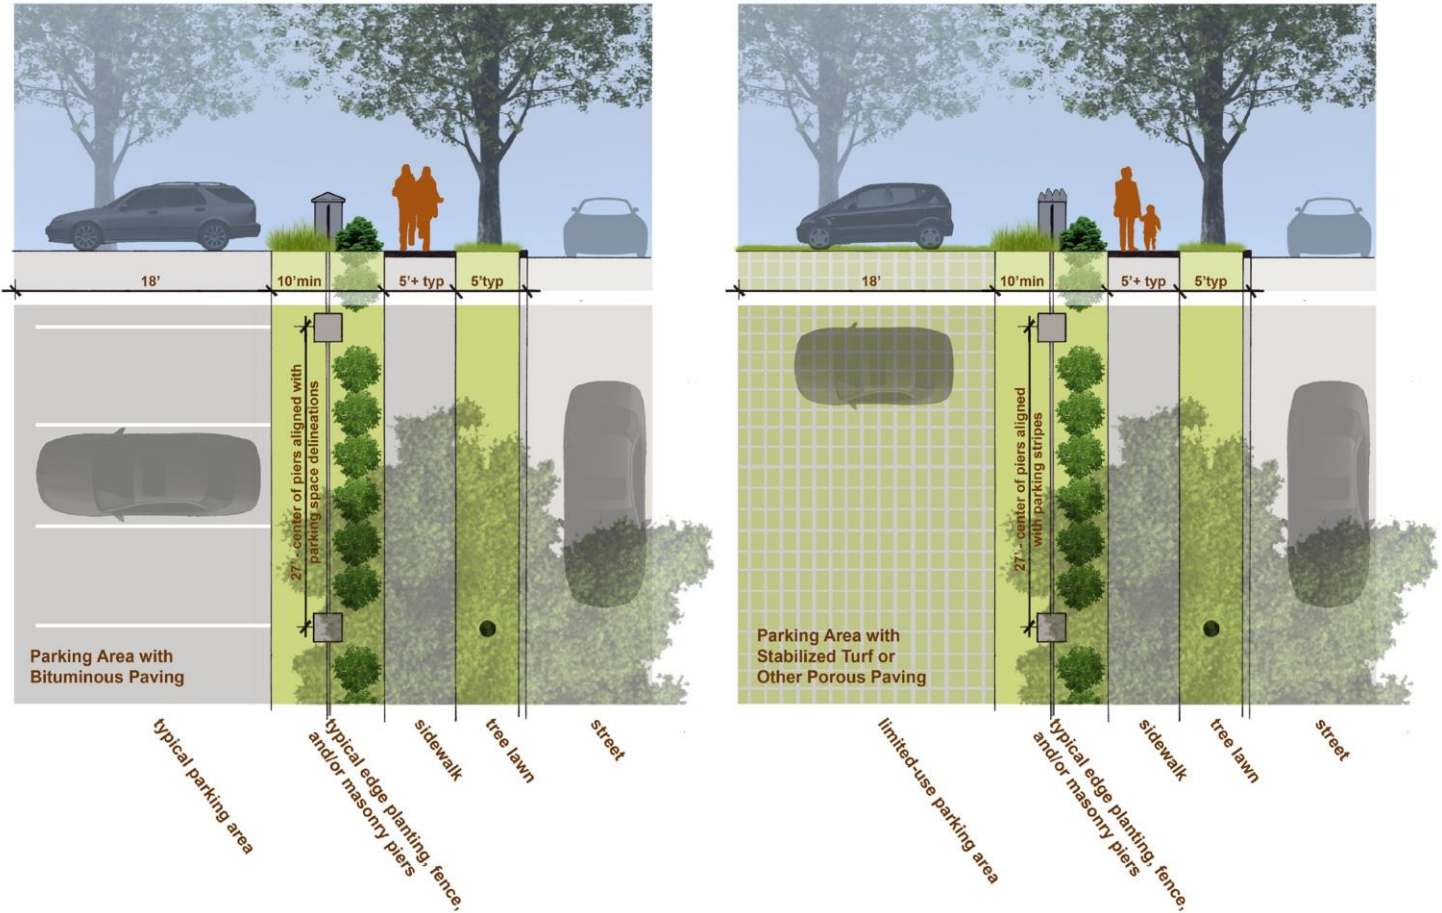 18'
10'min
5'+ typ
5'typ
27' - center of piers aligned with
parking space delineations
Parking Area with
Bituminous Paving
typical parking area
typical edge planting, fence,
and/or masonry piers
sidewalk
tree lawn
street
18'
10'min
5'+ typ
5'typ
27' - center of piers aligned
with parking stripes
Parking Area with
Stabilized Turf or
Other Porous Paving
limited-use parking area
typical edge planting, fence,
and/or masonry piers
sidewalk
tree lawn
street